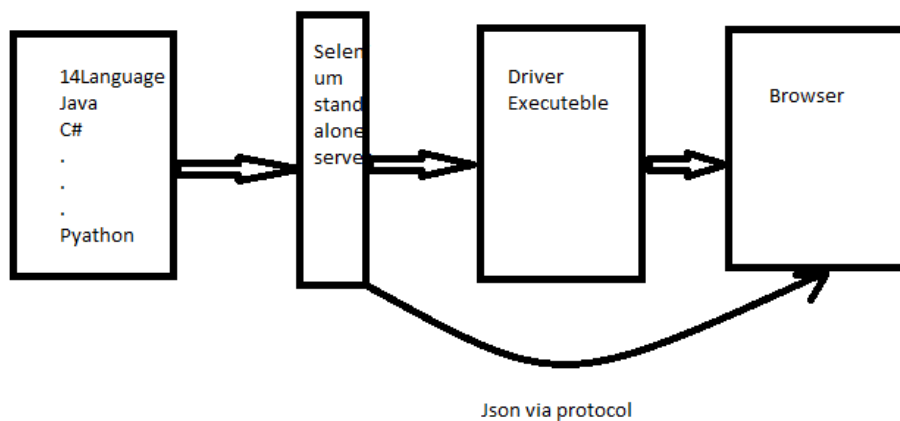 14Language
Java
C#
.
.
.
Pyathon
Selen
um
stand
alone
serve
Driver
Executeble
Browser
Json via protocol